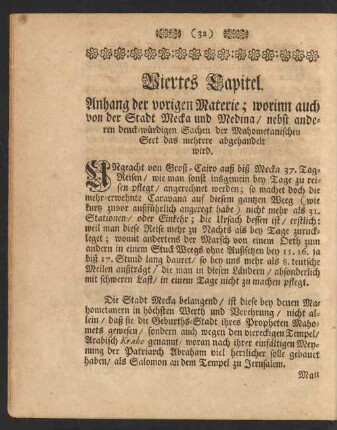 (32)
Viertes Capitel.
Anhang der vorigen Materie; worinn auch
von der Stadt Mecka und Medina/ nebst ande-
ren denck-würdigen Sachen der Mahometanischen
Sect das mehrere abgehandelt
wird.
UNgeacht von Groß-Cairo auß biß Mecka 37. Tag-
Reisen/ wie man sonst insgemein bey Tage zu rei-
sen pflegt/ angerechnet werden; so machet doch die
mehr-erwehnte Caravana auf diesem gantzen Weeg (wie
kurtz zuvor außführlich angeregt habe) nicht mehr als 31.
Stationen/ oder Einkehr; die Ursach dessen ist/ erstlich:
weil man diese Reise mehr zu Nachts als bey Tage zuruck-
leget; womit andertens der Marsch von einem Orth zum
andern in einem Stuck Weegs ohne Außsetzen bey 15. 16. ja
biß 17. Stund lang dauret/ so bey uns mehr als 8. teutsche
Meilen außträgt/ die man in diesen Ländern/ absonderlich
mit schweren Last/ in einem Tage nicht zu machen pflegt.
Die Stadt Mecka belangend/ ist diese bey denen Ma-
hometanern in höchsten Werth und Verehrung/ nicht al-
lein/ daß sie die Geburths-Stadt ihres Propheten Maho-
mets gewesen/ sondern auch wegen den viereckigen Tempel/
Arabisch Krabe genannt/ woran nach ihrer einfältigen Mey-
nung der Patriarch Abraham viel herrlicher solle gebauet
haben/ als Salomon an dem Tempel zu Jerusalem.
Man